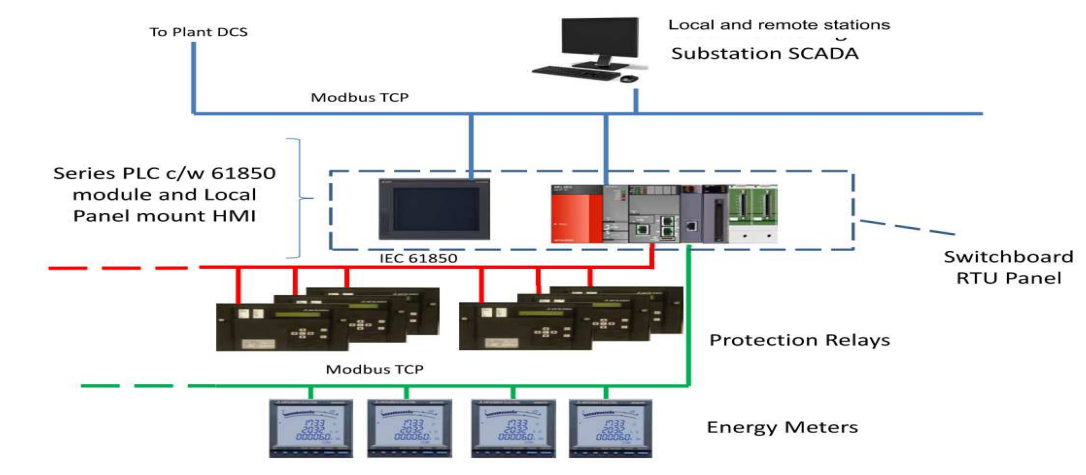 To Plant DCS
Local and remote stations
Substation SCADA
Modbus TCP
Series PLC c/w 61850
module and Local
Panel mount HMI
IEC 61850
Switchboard
RTU Panel
Protection Relays
Modbus TCP
Energy Meters